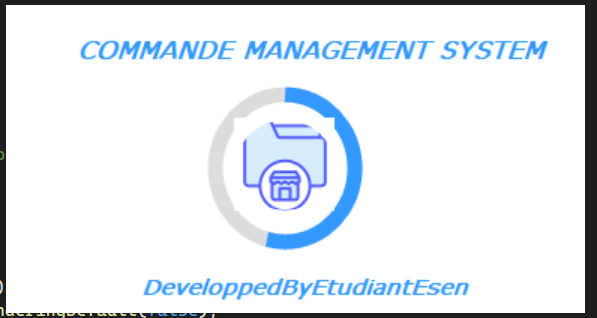 COMMANDE MANAGEMENT SYSTEM
DeveloppedByEtudiantEsen